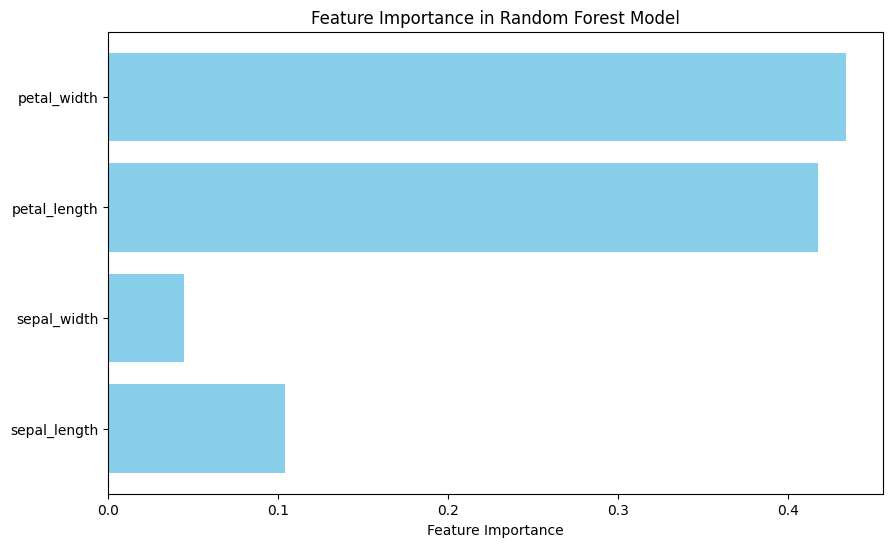 Feature Importance in Random Forest Model
petal_width
petal_length
sepal_width
sepal_length
0.0 0.1 0.2 0.3 0.4
Feature Importance